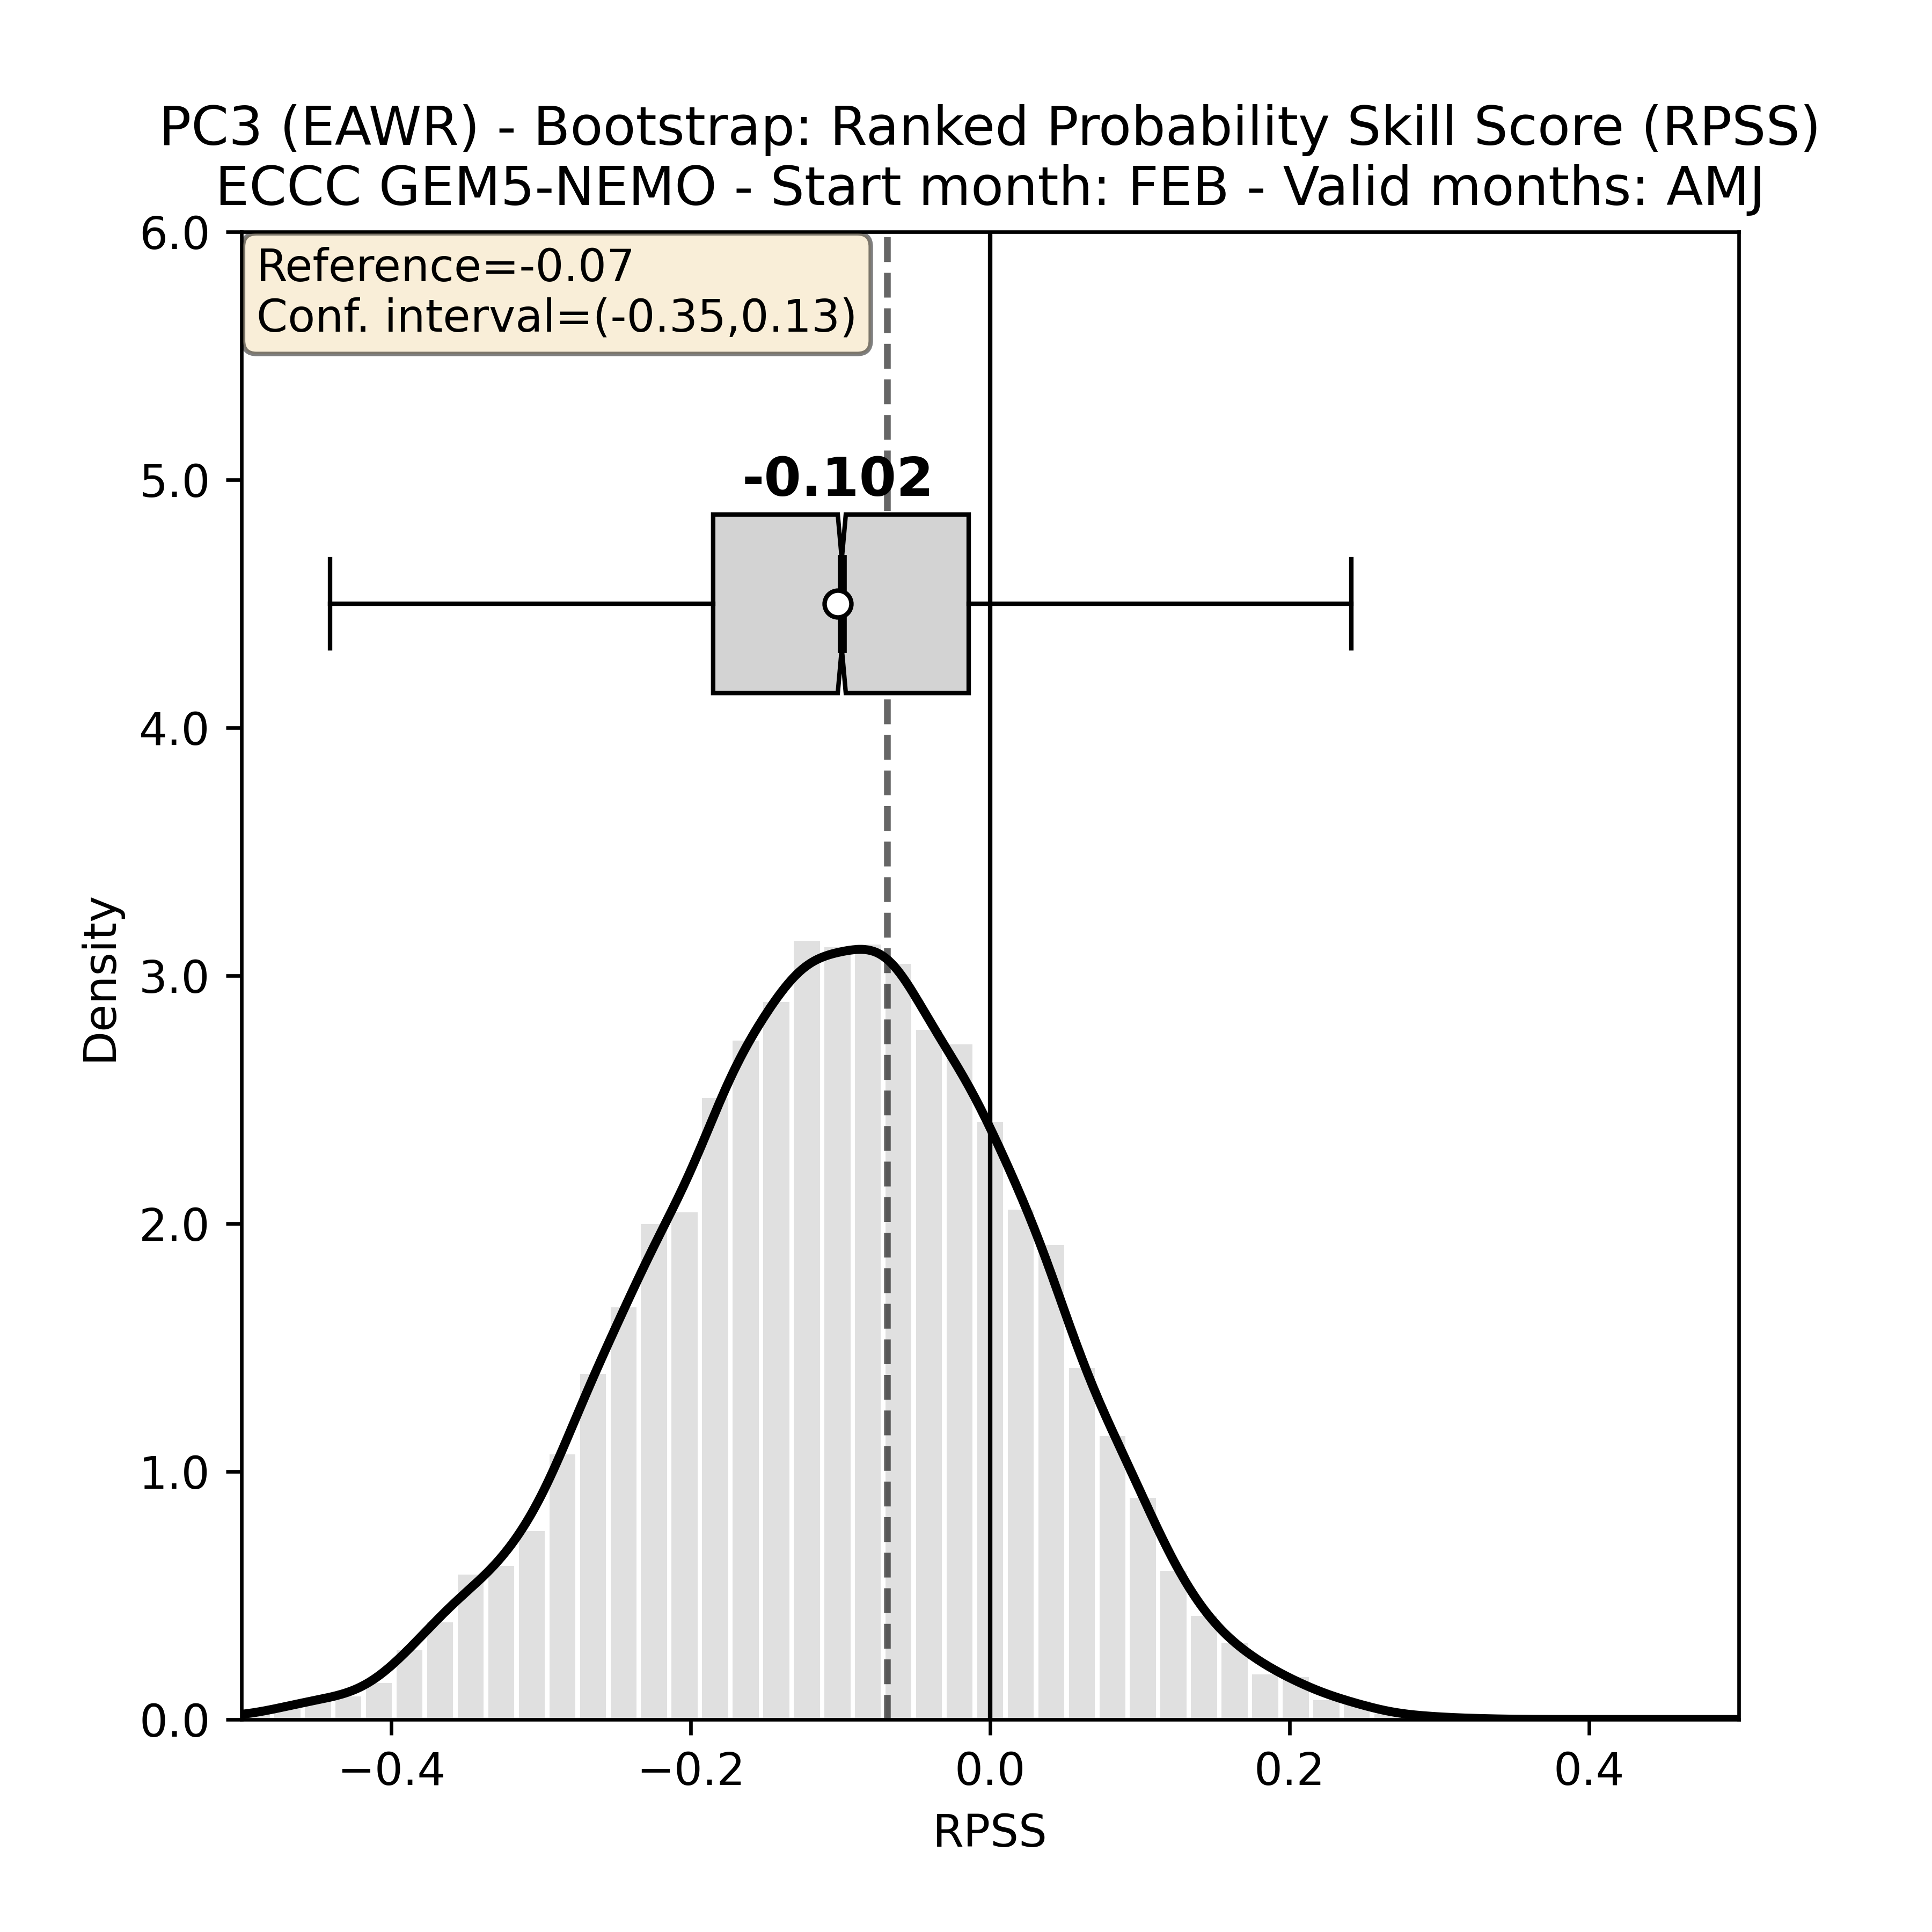 PC3 (EAWR) - Bootstrap: Ranked Probability Skill Score (RPSS)
ECCC GEM5-NEMO - Start month: FEB - Valid months: AMJ
6.0
Reference=-0.07
Conf. interval=(-0.35,0.13)
-0.102
5.0
4.0
3.0
Density
2.0
1.0
0.0
−0.4 −0.2 0.0 0.2 0.4
RPSS